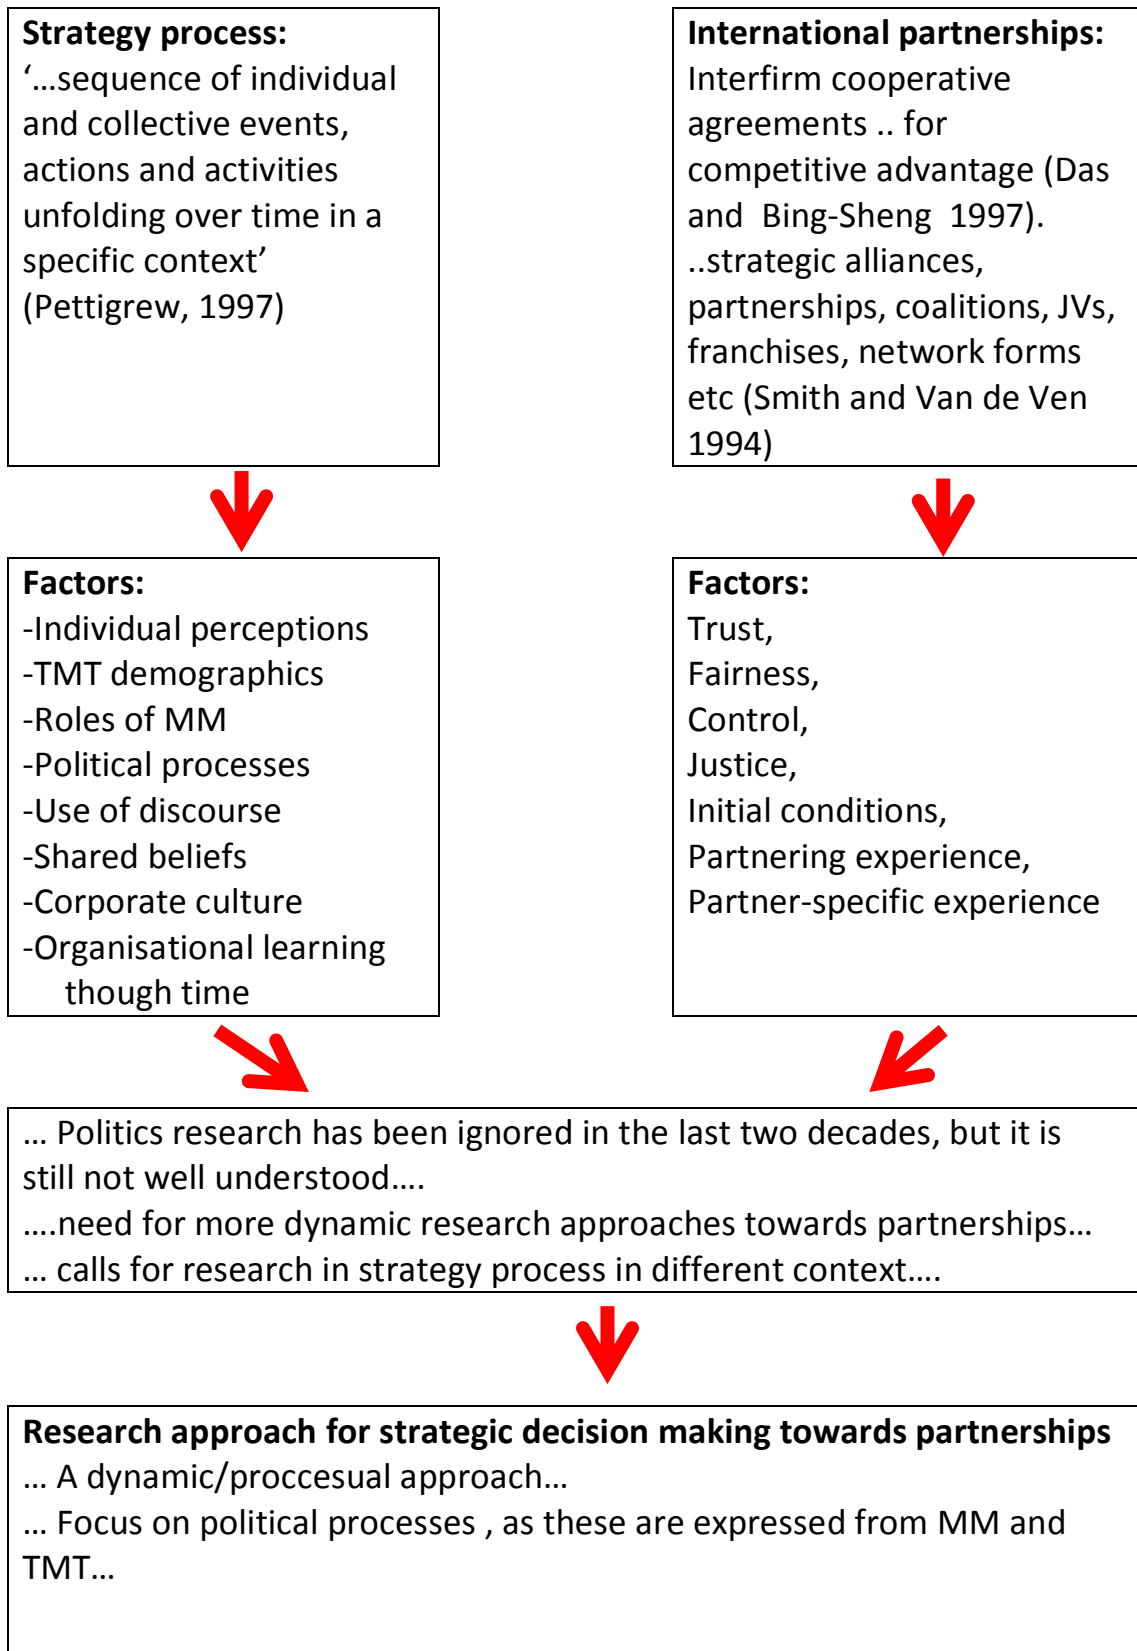 Strategy process:
‘…sequence of individual
and collective events,
actions and activities
unfolding over time in a
specific context’
(Pettigrew, 1997)
International partnerships:
Interfirm cooperative
agreements .. for
competitive advantage (Das
and Bing-Sheng 1997).
..strategic alliances,
partnerships, coalitions, JVs,
franchises, network forms
etc (Smith and Van de Ven
1994)
Factors:
-Individual perceptions
-TMT demographics
-Roles of MM
-Political processes
-Use of discourse
-Shared beliefs
-Corporate culture
-Organisational learning
though time
Factors:
Trust,
Fairness,
Control,
Justice,
Initial conditions,
Partnering experience,
Partner-specific experience
… Politics research has been ignored in the last two decades, but it is
still not well understood….
….need for more dynamic research approaches towards partnerships…
… calls for research in strategy process in different context….
Research approach for strategic decision making towards partnerships
… A dynamic/proccesual approach…
… Focus on political processes , as these are expressed from MM and
TMT…